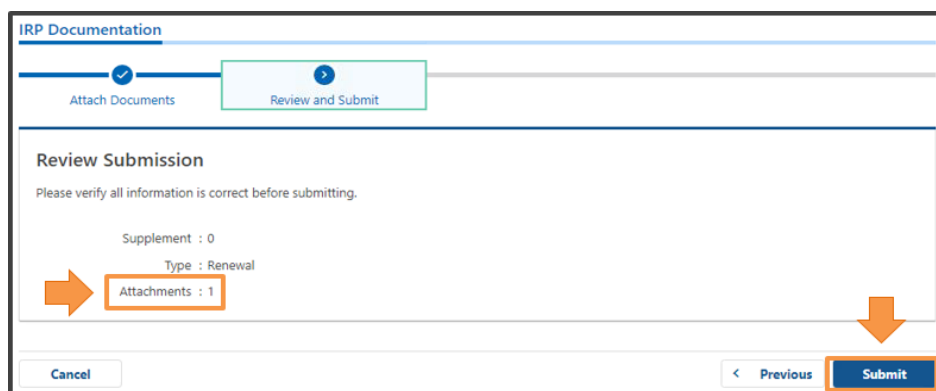 IRP Documentation
Attach Documents
Review and Submit
Review Submission
Please verify all information is correct before submitting.
Supplement : 0
Type : Renewal
Attachments : 1
Cancel
Previous
Submit